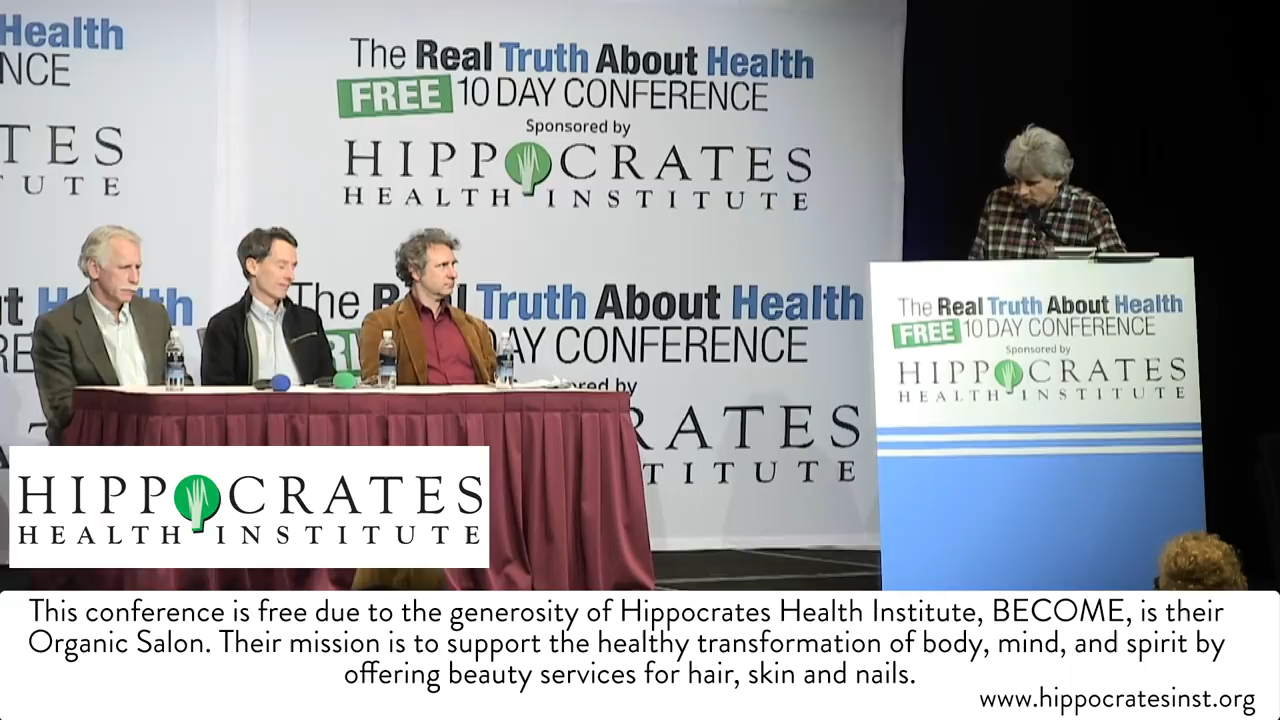 Health
NCE
TES
UTE
The Real Truth About Health
FREE 10 DAY CONFERENCE
Sponsored by
HIPPOCRATES
HEALTH INSTITUTE
The Real Truth About Health
DAY CONFERENCE
RATES
TITUTE
The Real Truth About Health
FREE 10 DAY CONFERENCE
Sponsored by
HIPPOCRATES
HEALTH INSTITUTE
HIPPOCRATES
HEALTH INSTITUTE
This conference is free due to the generosity of Hippocrates Health Institute, BECOME, is their
Organic Salon. Their mission is to support the healthy transformation of body, mind, and spirit by
offering beauty services for hair, skin and nails.
www.hippocratesinst.org